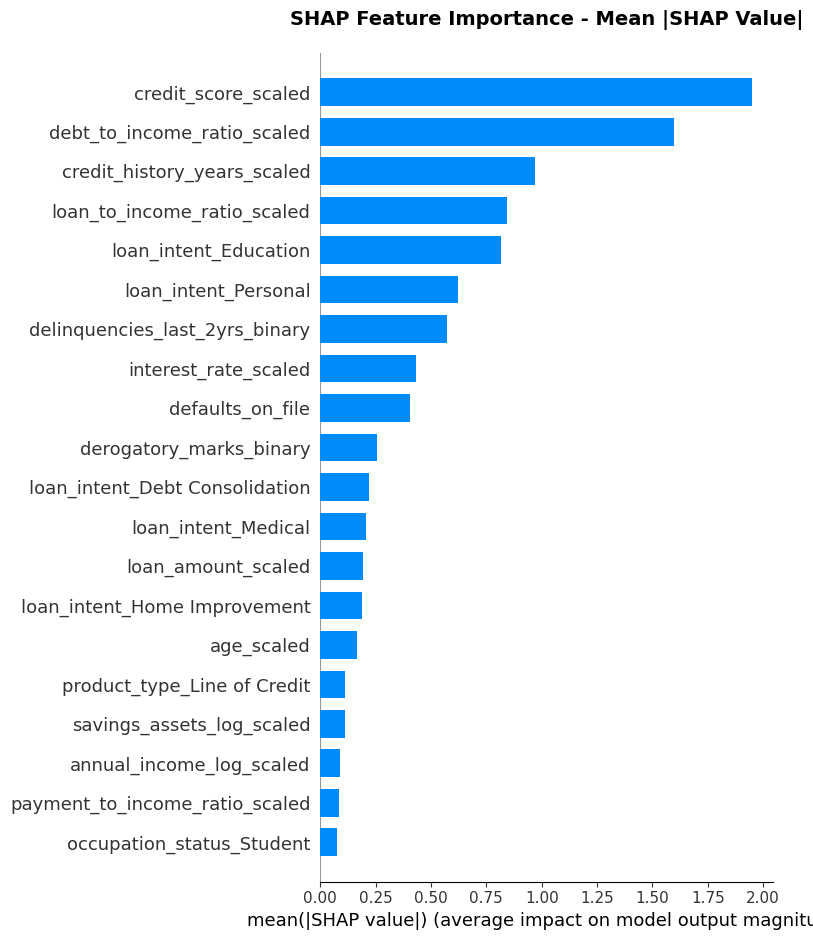 SHAP Feature Importance - Mean |SHAP Value|
credit_score_scaled
debt_to_income_ratio_scaled
credit_history_years_scaled
loan_to_income_ratio_scaled
loan_intent_Education
loan_intent_Personal
delinquencies_last_2yrs_binary
interest_rate_scaled
defaults_on_file
derogatory_marks_binary
loan_intent_Debt Consolidation
loan_intent_Medical
loan_amount_scaled
loan_intent_Home Improvement
age_scaled
product_type_Line of Credit
savings_assets_log_scaled
annual_income_log_scaled
payment_to_income_ratio_scaled
occupation_status_Student
0.00 0.25 0.50 0.75 1.00 1.25 1.50 1.75 2.00
mean(|SHAP value|) (average impact on model output magnitu